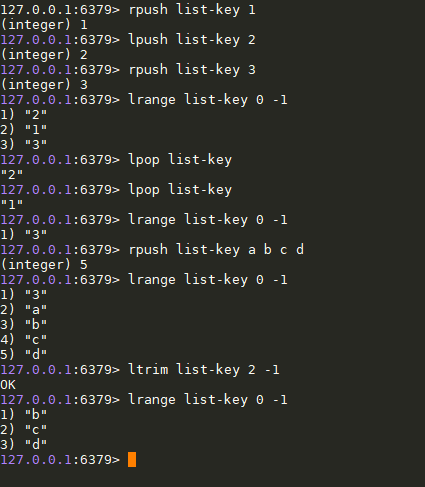 127.0.0.1:6379> rpush list-key 1
(integer) 1
127.0.0.1:6379> lpush list-key 2
(integer) 2
127.0.0.1:6379> rpush list-key 3
(integer) 3
127.0.0.1:6379> lrange list-key 0 -1
1) "2"
2) "1"
3) "3"
127.0.0.1:6379> lpop list-key
"2"
127.0.0.1:6379> lpop list-key
"1"
127.0.0.1:6379> lrange list-key 0 -1
1) "3"
127.0.0.1:6379> rpush list-key a b c d
(integer) 5
127.0.0.1:6379> lrange list-key 0 -1
1) "3"
2) "a"
3) "b"
4) "c"
5) "d"
127.0.0.1:6379> ltrim list-key 2 -1
OK
127.0.0.1:6379> lrange list-key 0 -1
1) "b"
2) "c"
3) "d"
127.0.0.1:6379>